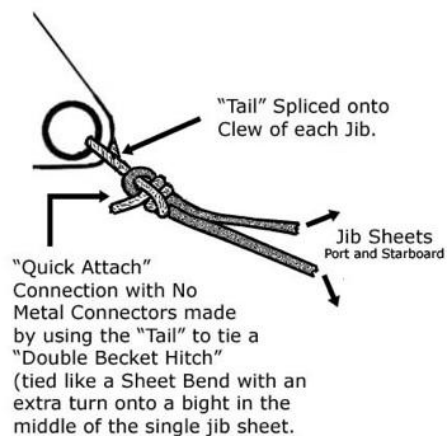 "Tail" Spliced onto
Clew of each Jib.
Jib Sheets
Port and Starboard
"Quick Attach"
Connection with No
Metal Connectors made
by using the "Tail" to tie a
"Double Becket Hitch"
(tied like a Sheet Bend with an
extra turn onto a bight in the
middle of the single jib sheet.